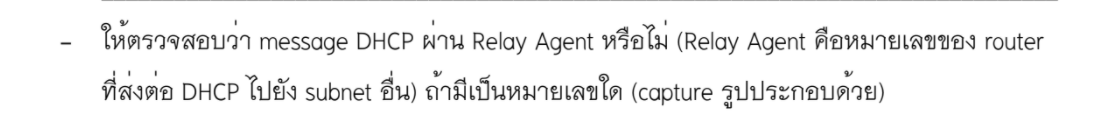 - ให้ตรวจสอบว่า message DHCP ผ่าน Relay Agent หรือไม่ (Relay Agent คือหมายเลขของ router
ที่ส่งต่อ DHCP ไปยัง subnet อื่น) ถ้ามีเป็นหมายเลขใด (capture รูปประกอบด้วย)